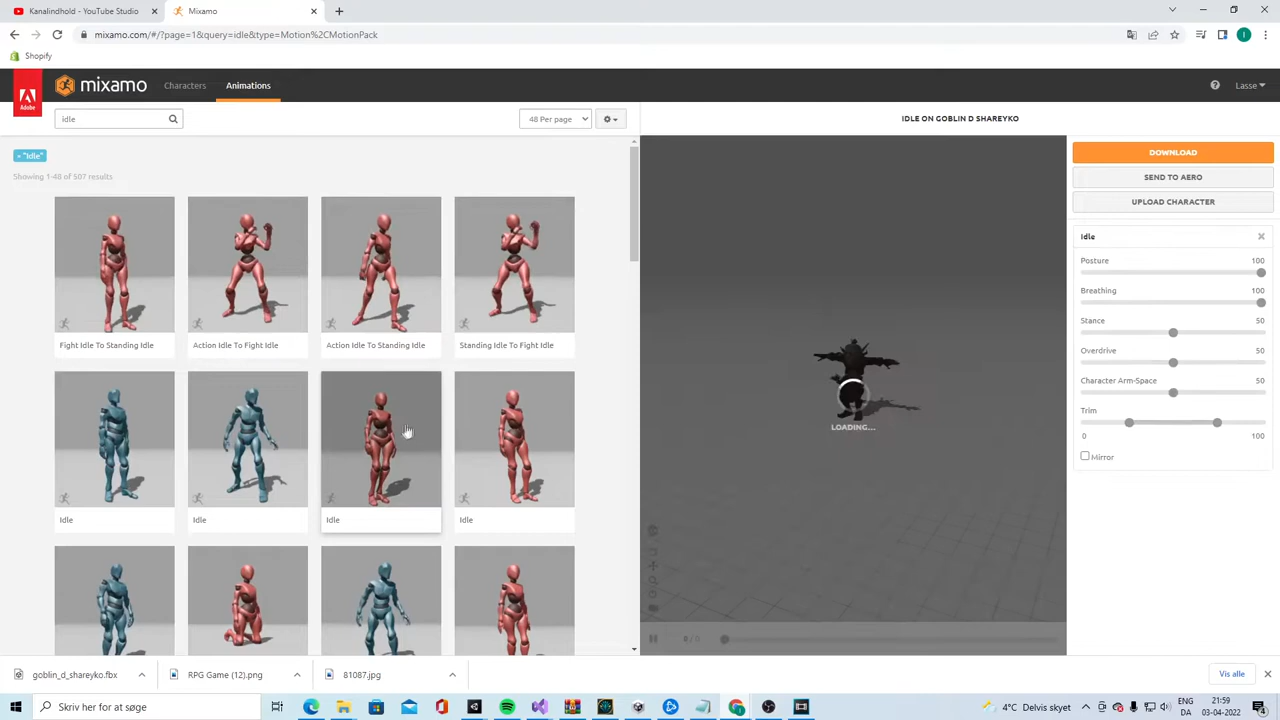 Kanalindhold - YouTube Studio
Mixamo
mixamo.com/#/?page=1&query=idle&type=Motion%2CMotionPack
Shopify
Adobe
mixamo
Characters
Animations
Lasse
idle
48 Per page
IDLE ON GOBLIN D SHAREYKO
× "Idle"
Showing 1-48 of 507 results
DOWNLOAD
SEND TO AERO
UPLOAD CHARACTER
Idle
Posture 100
Breathing 100
Stance 50
Overdrive 50
Character Arm-Space 50
Trim
0 100
Mirror
Fight Idle To Standing Idle
Action Idle To Fight Idle
Action Idle To Standing Idle
Standing Idle To Fight Idle
LOADING...
Idle
Idle
Idle
Idle
goblin_d_shareyko.fbx
RPG Game (12).png
81087.jpg
Vis alle
Skriv her for at søge
4°C Delvis skyet
ENG
DA
21:59
03-04-2022